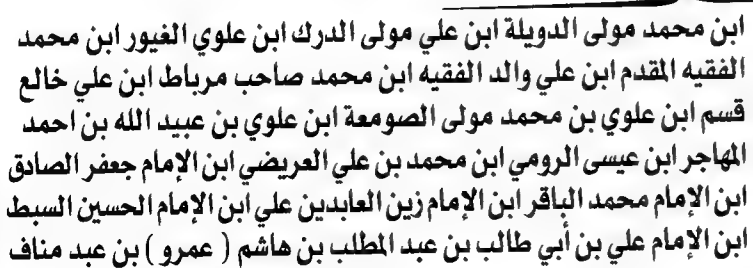 ابن محمد مولى الدويلة ابن علي مولى الدرك ابن علوي الغيور ابن محمد
الفقيه المقدم ابن علي والد الفقيه ابن محمد صاحب مرباط ابن علي خالع
قسم ابن علوي بن محمد مولى الصومعة ابن علوي بن عبيد الله بن احمد
المهاجر ابن عيسى الرومي ابن محمد بن علي العريضي ابن الإمام جعفر الصادق
ابن الإمام محمد الباقر ابن الإمام زين العابدين علي ابن الإمام الحسين السبط
ابن الإمام علي بن أبي طالب بن عبد المطلب بن هاشم ( عمرو ) بن عبد مناف